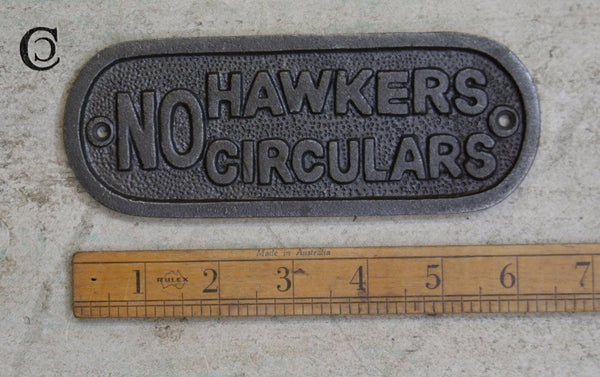 NO HAWKERS
CIRCULARS
Made in Australia
1 RULEX 2 3 4 5 6 7